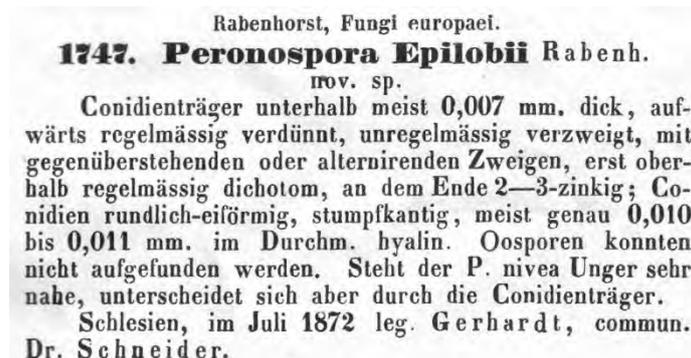 Rabenhorst, Fungi europaei.
1747. Peronospora Epilobii Rabenh.
nov. sp.
Conidienträger unterhalb meist 0,007 mm. dick, auf-
wärts regelmässig verdünnt, unregelmässig verzweigt, mit
gegenüberstehenden oder alternirenden Zweigen, erst ober-
halb regelmässig dichotom, an dem Ende 2—3-zinkig; Co-
nidien rundlich-eiförmig, stumpfkantig, meist genau 0,010
bis 0,011 mm. im Durchm. hyalin. Oosporen konnten
nicht aufgefunden werden. Steht der P. nivea Unger sehr
nahe, unterscheidet sich aber durch die Conidienträger.
Schlesien, im Juli 1872 leg. Gerhardt, commun.
Dr. Schneider.